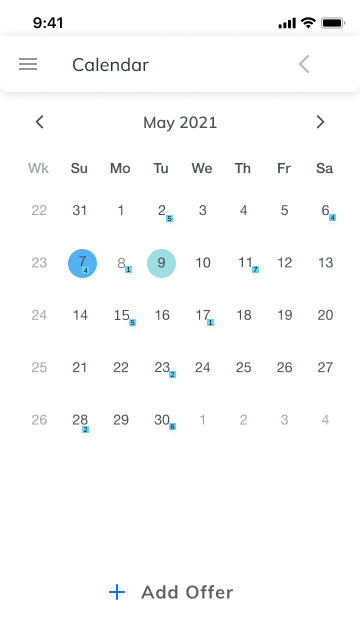 9:41
Calendar
May 2021
Wk Su Mo Tu We Th Fr Sa
22 31 1 2 5 3 4 5 6 4
23 7 4 8 1 9 10 11 7 12 13
24 14 15 5 16 17 1 18 19 20
25 21 22 23 2 24 25 26 27
26 28 2 29 30 6 1 2 3 4
Add Offer